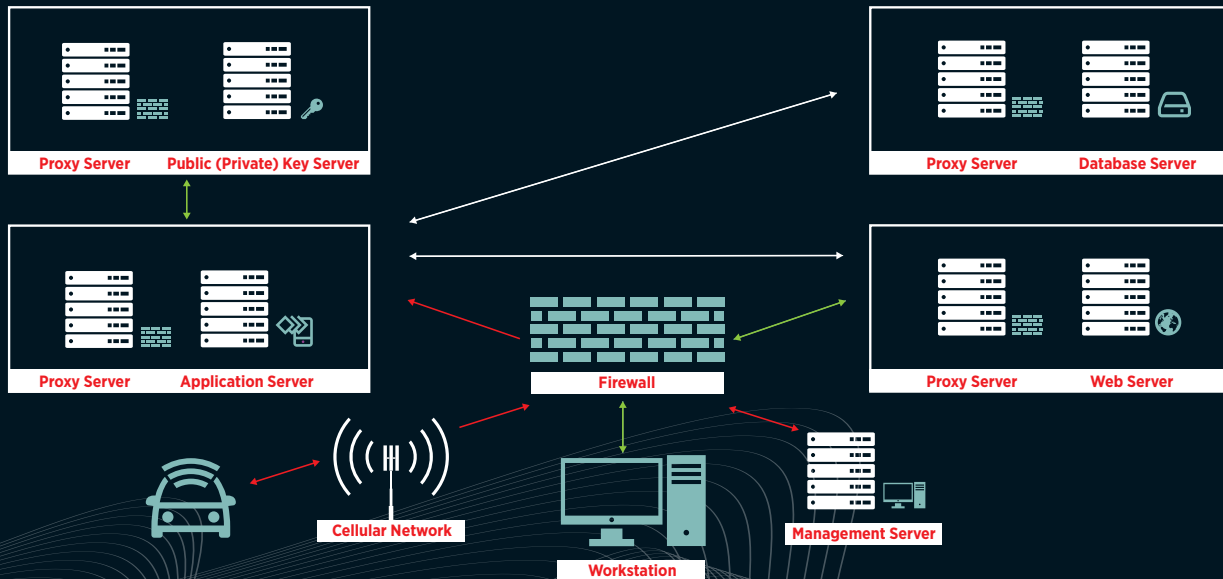 Proxy Server
Public (Private) Key Server
Proxy Server
Database Server
Proxy Server
Application Server
Firewall
Proxy Server
Web Server
Cellular Network
Management Server
Workstation